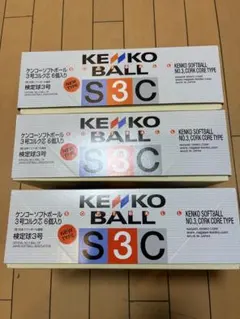 ケンコーソフトボール
3号コルク芯 6個入り
検定球3号
KENKO
BALL
S3C
KENKO SOFTBALL
NO.3, CORK CORE TYPE
ケンコーソフトボール
3号コルク芯 6個入り
検定球3号
KENKO
BALL
S3C
KENKO SOFTBALL
NO.3, CORK CORE TYPE
ケンコーソフトボール
3号コルク芯 6個入り
検定球3号
NEW
TYPE
KENKO
BALL
S3C
KENKO SOFTBALL
NO.3, CORK CORE TYPE